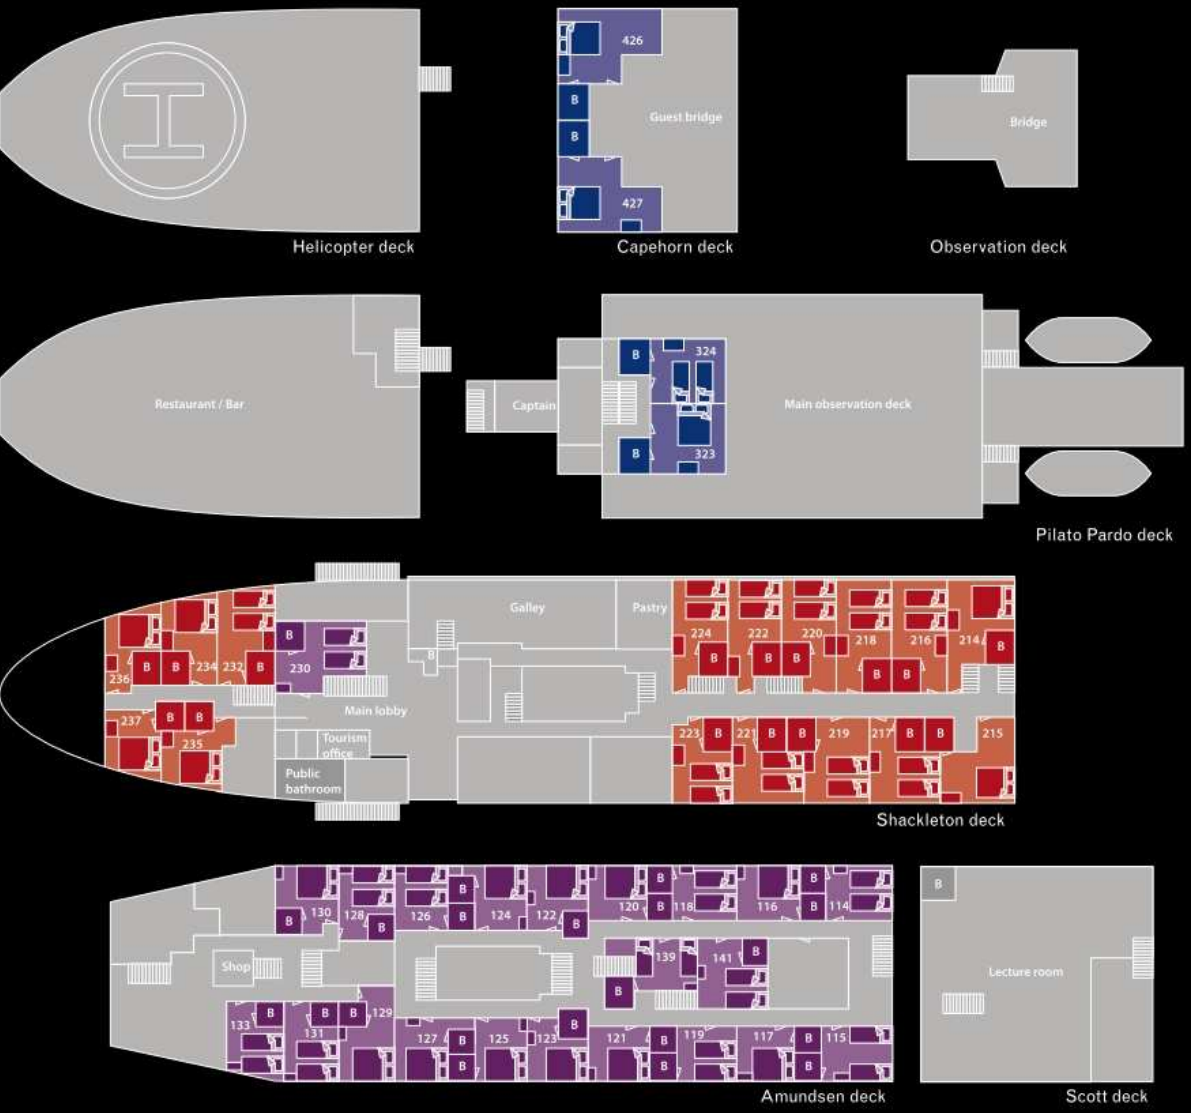 H
426
B
B
Guest bridge
427
Bridge
Helicopter deck
Capehorn deck
Observation deck
Restaurant / Bar
Captain
B
324
B
323
Main observation deck
Pilato Pardo deck
236
B
B
234
232
B
B
230
Galley
Pastry
B
224
B
222
B
B
220
218
B
B
216
214
B
Main lobby
237
B
B
235
Tourism
office
Public
bathroom
223
B
221
B
B
219
217
B
B
215
Shackleton deck
B
130
128
B
126
B
B
124
122
B
120
B
B
118
116
B
B
114
Shop
139
B
141
B
133
B
131
B
B
129
127
B
B
125
123
B
121
B
B
119
117
B
B
115
Amundsen deck
B
Lecture room
Scott deck